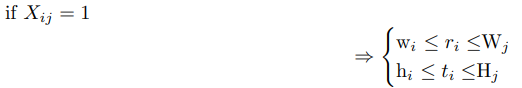 if X_{ij} = 1
⇒ { w_i ≤ r_i ≤W_j
h_i ≤ t_i ≤H_j